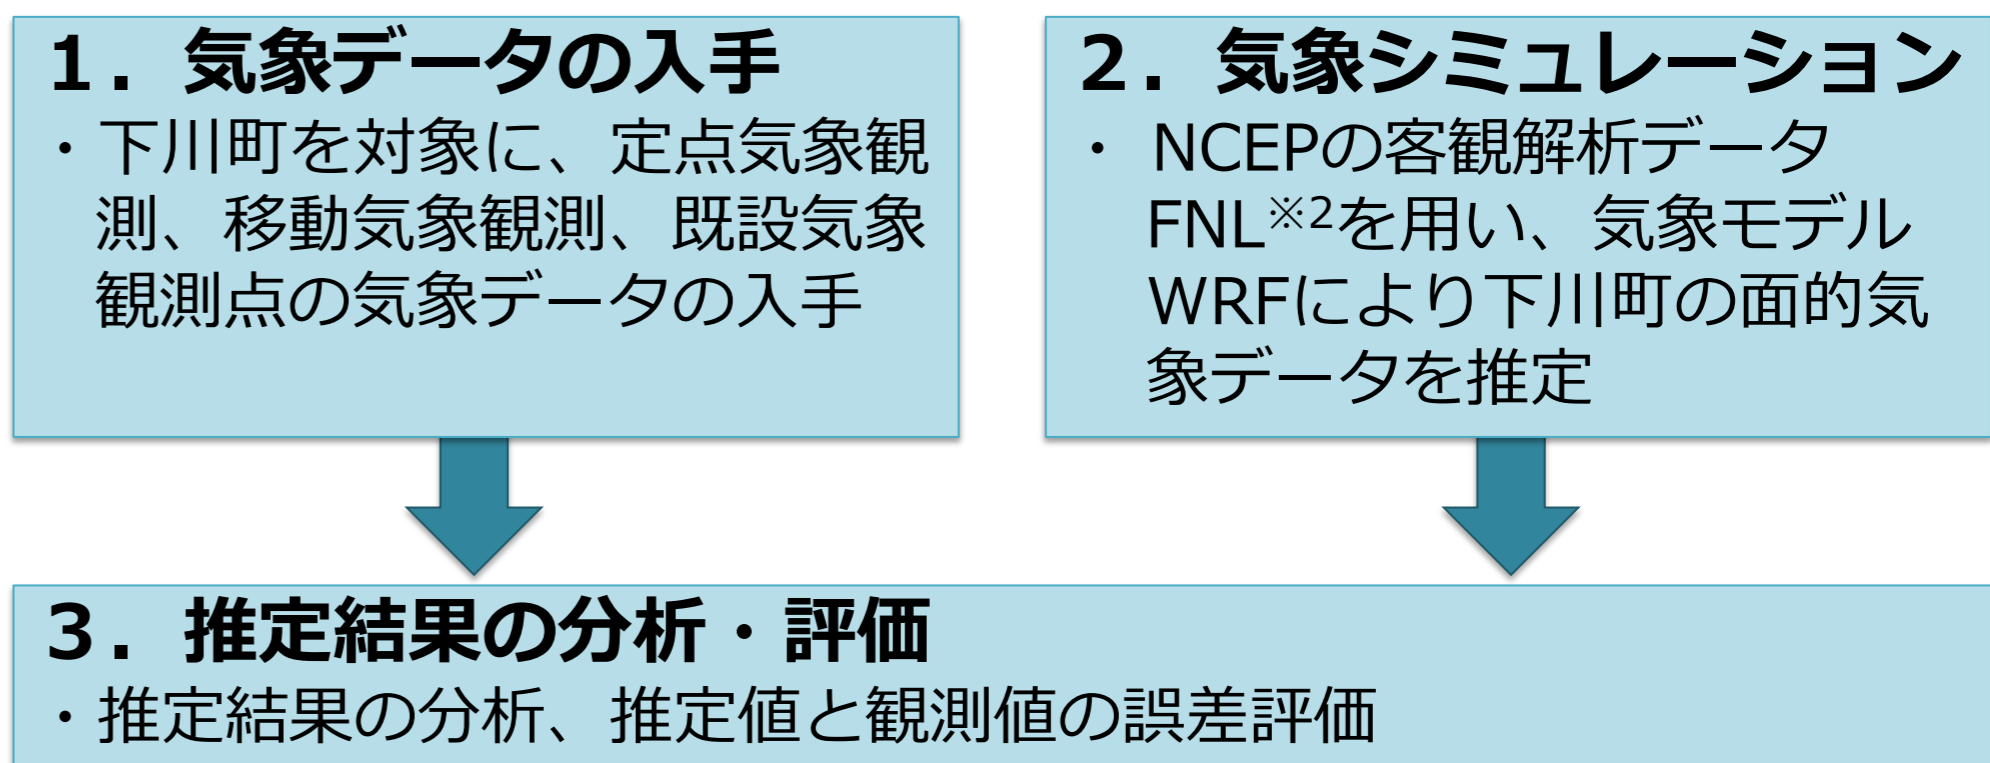 １．気象データの入手
・下川町を対象に、定点気象観
測、移動気象観測、既設気象
観測点の気象データの入手
２．気象シミュレーション
・ NCEPの客観解析データ
FNL※2を用い、気象モデル
WRFにより下川町の面的気
象データを推定
３．推定結果の分析・評価
・推定結果の分析、推定値と観測値の誤差評価